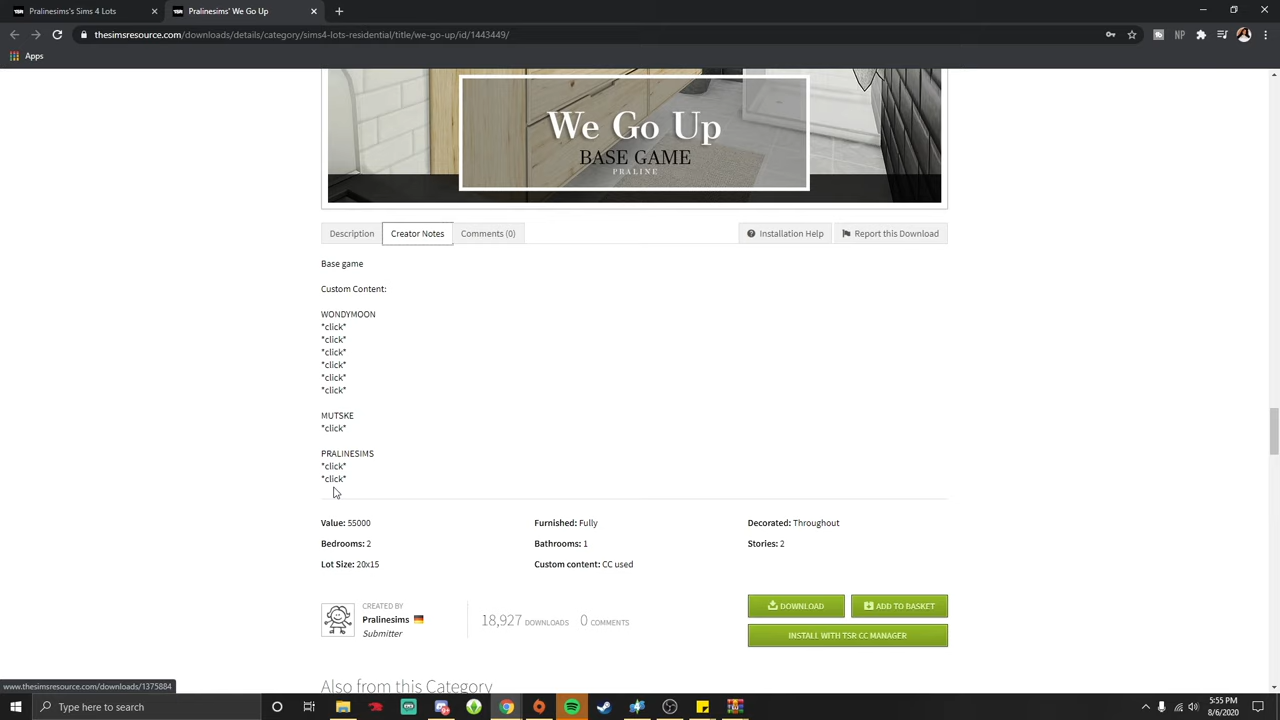 Pralinesims's Sims 4 Lots
Pralinesims' We Go Up
thesimsresource.com/downloads/details/category/sims4-lots-residential/title/we-go-up/id/1443449/
Apps
We Go Up
BASE GAME
PRALINE
Description
Creator Notes
Comments (0)
Installation Help
Report this Download
Base game
Custom Content:
WONDYMOON
*click*
*click*
*click*
*click*
*click*
*click*
MUTSKE
*click*
PRALINESIMS
*click*
*click*
Value: 55000
Furnished: Fully
Decorated: Throughout
Bedrooms: 2
Bathrooms: 1
Stories: 2
Lot Size: 20x15
Custom content: CC used
CREATED BY
Pralinesims
Submitter
18,927 DOWNLOADS
0 COMMENTS
DOWNLOAD
ADD TO BASKET
INSTALL WITH TSR CC MANAGER
Also from this Category
www.thesimsresource.com/downloads/1375884
Type here to search
5:55 PM
8/6/2020